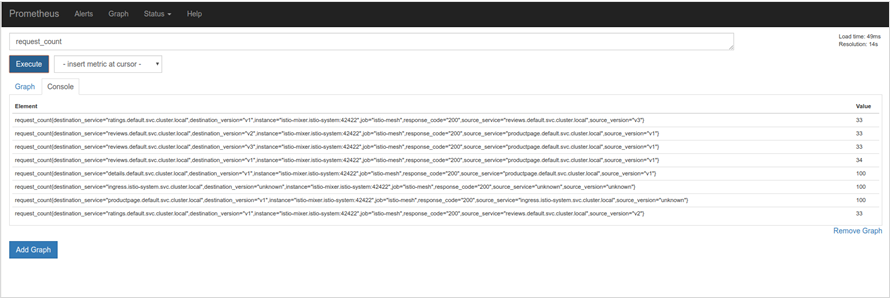 Prometheus Alerts Graph Status Help
request_count
Load time: 49ms
Resolution: 14s
Execute - insert metric at cursor -
Graph Console
Element Value
request_count{destination_service="ratings.default.svc.cluster.local",destination_version="v1",instance="istio-mixer.istio-system:42422",job="istio-mesh",response_code="200",source_service="reviews.default.svc.cluster.local",source_version="v3"} 33
request_count{destination_service="reviews.default.svc.cluster.local",destination_version="v2",instance="istio-mixer.istio-system:42422",job="istio-mesh",response_code="200",source_service="productpage.default.svc.cluster.local",source_version="v1"} 33
request_count{destination_service="reviews.default.svc.cluster.local",destination_version="v3",instance="istio-mixer.istio-system:42422",job="istio-mesh",response_code="200",source_service="productpage.default.svc.cluster.local",source_version="v1"} 33
request_count{destination_service="reviews.default.svc.cluster.local",destination_version="v1",instance="istio-mixer.istio-system:42422",job="istio-mesh",response_code="200",source_service="productpage.default.svc.cluster.local",source_version="v1"} 34
request_count{destination_service="details.default.svc.cluster.local",destination_version="v1",instance="istio-mixer.istio-system:42422",job="istio-mesh",response_code="200",source_service="productpage.default.svc.cluster.local",source_version="v1"} 100
request_count{destination_service="ingress.istio-system.svc.cluster.local",destination_version="unknown",instance="istio-mixer.istio-system:42422",job="istio-mesh",response_code="200",source_service="unknown",source_version="unknown"} 100
request_count{destination_service="productpage.default.svc.cluster.local",destination_version="v1",instance="istio-mixer.istio-system:42422",job="istio-mesh",response_code="200",source_service="ingress.istio-system.svc.cluster.local",source_version="unknown"} 100
request_count{destination_service="ratings.default.svc.cluster.local",destination_version="v1",instance="istio-mixer.istio-system:42422",job="istio-mesh",response_code="200",source_service="reviews.default.svc.cluster.local",source_version="v2"} 33
Remove Graph
Add Graph